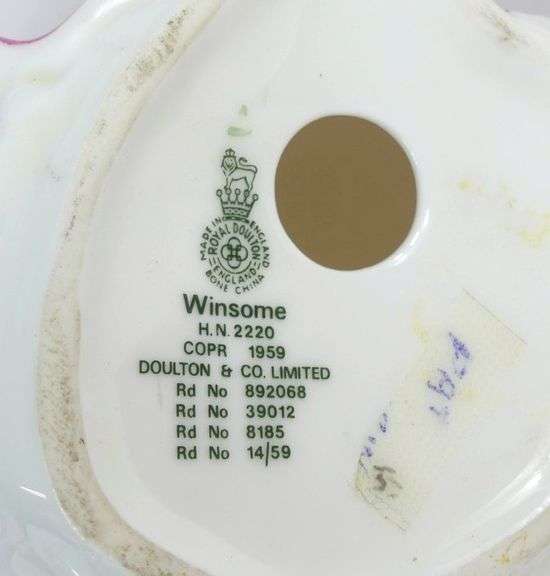 MADE IN ENGLAND
ROYAL DOULTON
ENGLAND
BONE CHINA
Winsome
H.N. 2220
COPR 1959
DOULTON & CO. LIMITED
Rd No 892068
Rd No 39012
Rd No 8185
Rd No 14/59